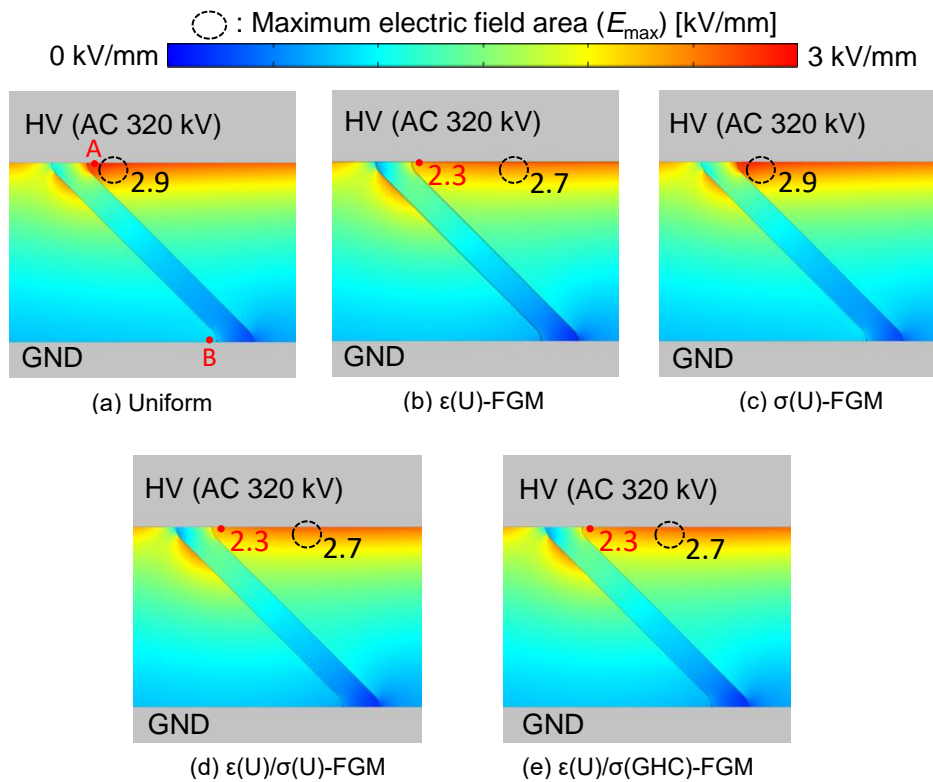 : Maximum electric field area (Emax) [kV/mm]
0 kV/mm 3 kV/mm
HV (AC 320 kV)
A
2.9
B
GND
(a) Uniform
HV (AC 320 kV)
2.3
2.7
GND
(b) ε(U)-FGM
HV (AC 320 kV)
2.9
GND
(c) σ(U)-FGM
HV (AC 320 kV)
2.3
2.7
GND
(d) ε(U)/σ(U)-FGM
HV (AC 320 kV)
2.3
2.7
GND
(e) ε(U)/σ(GHC)-FGM